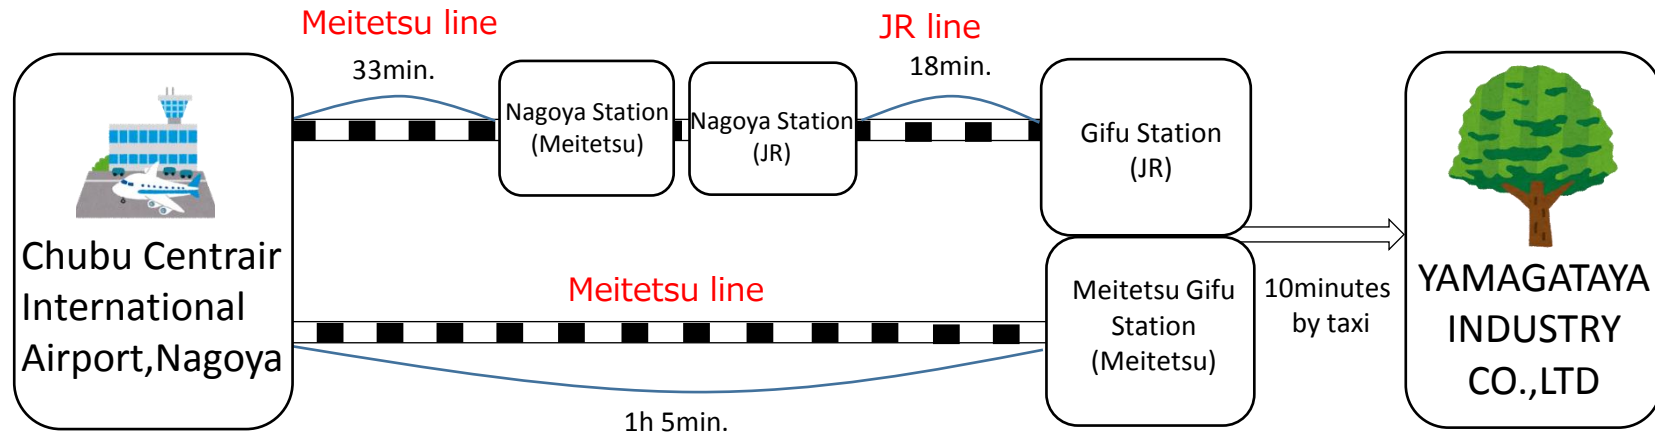 Meitetsu line
33min.
JR line
18min.
Chubu Centrair
International
Airport,Nagoya
Nagoya Station
(Meitetsu)
Nagoya Station
(JR)
Gifu Station
(JR)
Meitetsu line
1h 5min.
Meitetsu Gifu
Station
(Meitetsu)
10minutes
by taxi
YAMAGATAYA
INDUSTRY
CO.,LTD